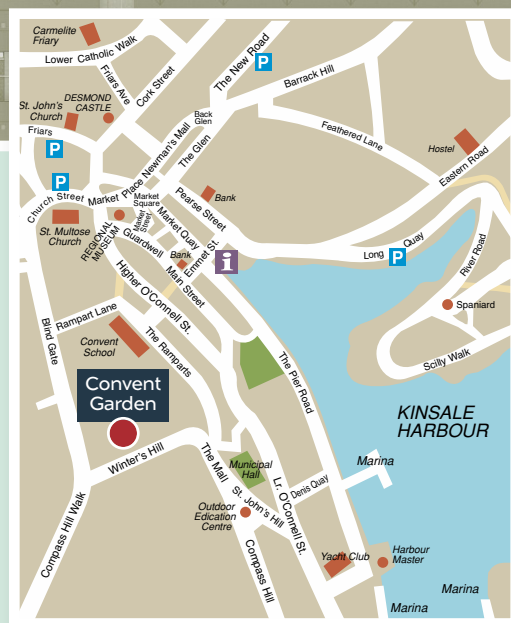 Carmelite
Friary
Lower Catholic Walk
Friars Ave
Cork Street
The New Road
P
Barrack Hill
St. John's
Church
DESMOND
CASTLE
Friars
P
Back
Glen
Newman's Mall
The Glen
Feathered Lane
Hostel
Eastern Road
P
Church Street
Market Place
Market
Square
Pearse Street
Bank
St. Multose
Church
REGIONAL
MUSEUM
Market
Street
Market Quay
Guardwell
Bank
Emmet St.
i
Main Street
Long Quay
P
River Road
Higher O'Connell St.
Spaniard
Scilly Walk
Rampart Lane
Blind Gate
Convent
School
The Ramparts
The Pier Road
Convent
Garden
KINSALE
HARBOUR
Winter's Hill
The Mall
Municipal
Hall
Marina
Denis Quay
St. John's Hill
Lr. O'Connell St.
Outdoor
Edication
Centre
Compass Hill Walk
Compass Hill
Yacht Club
Harbour
Master
Marina
Marina